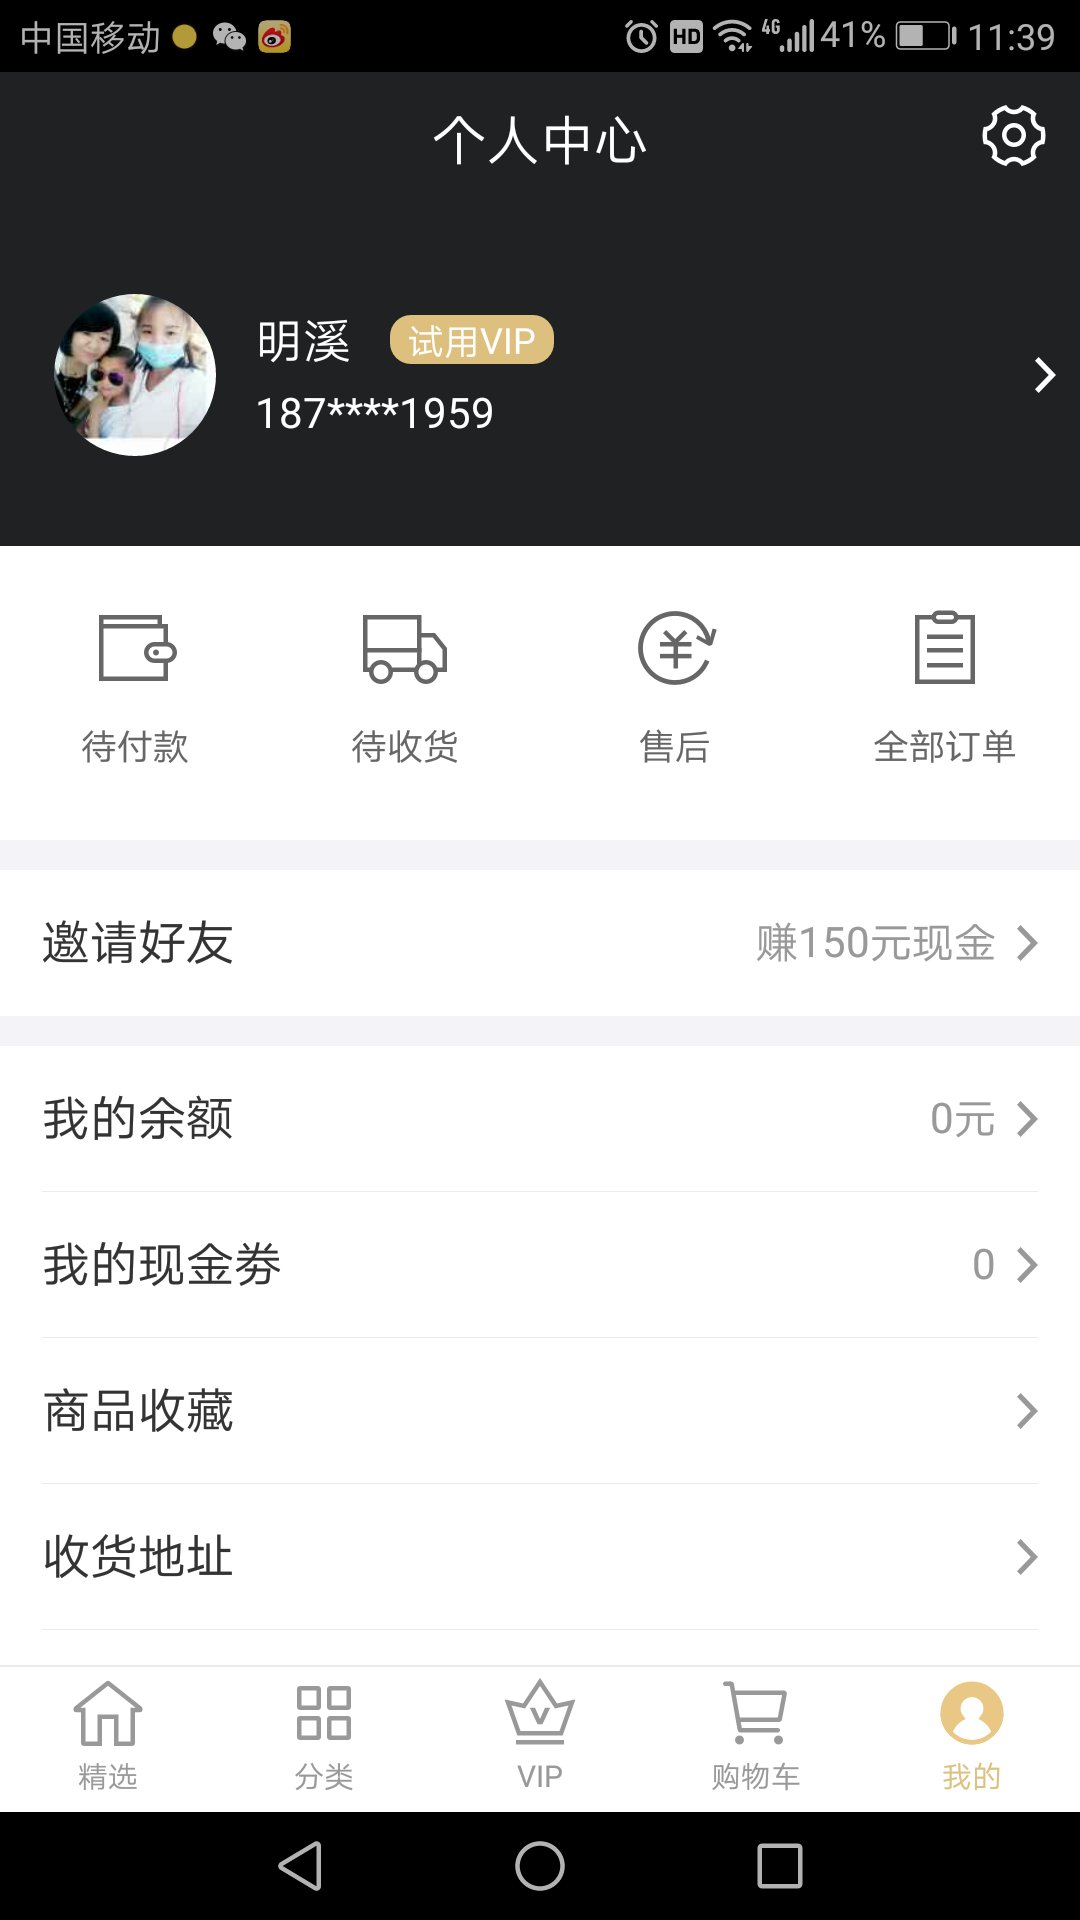 中国移动 HD 4G 41% 11:39
个人中心
明溪 试用VIP
187****1959
待付款 待收货 售后 全部订单
邀请好友 赚150元现金
我的余额 0元
我的现金券 0
商品收藏
收货地址
精选 分类 VIP 购物车 我的